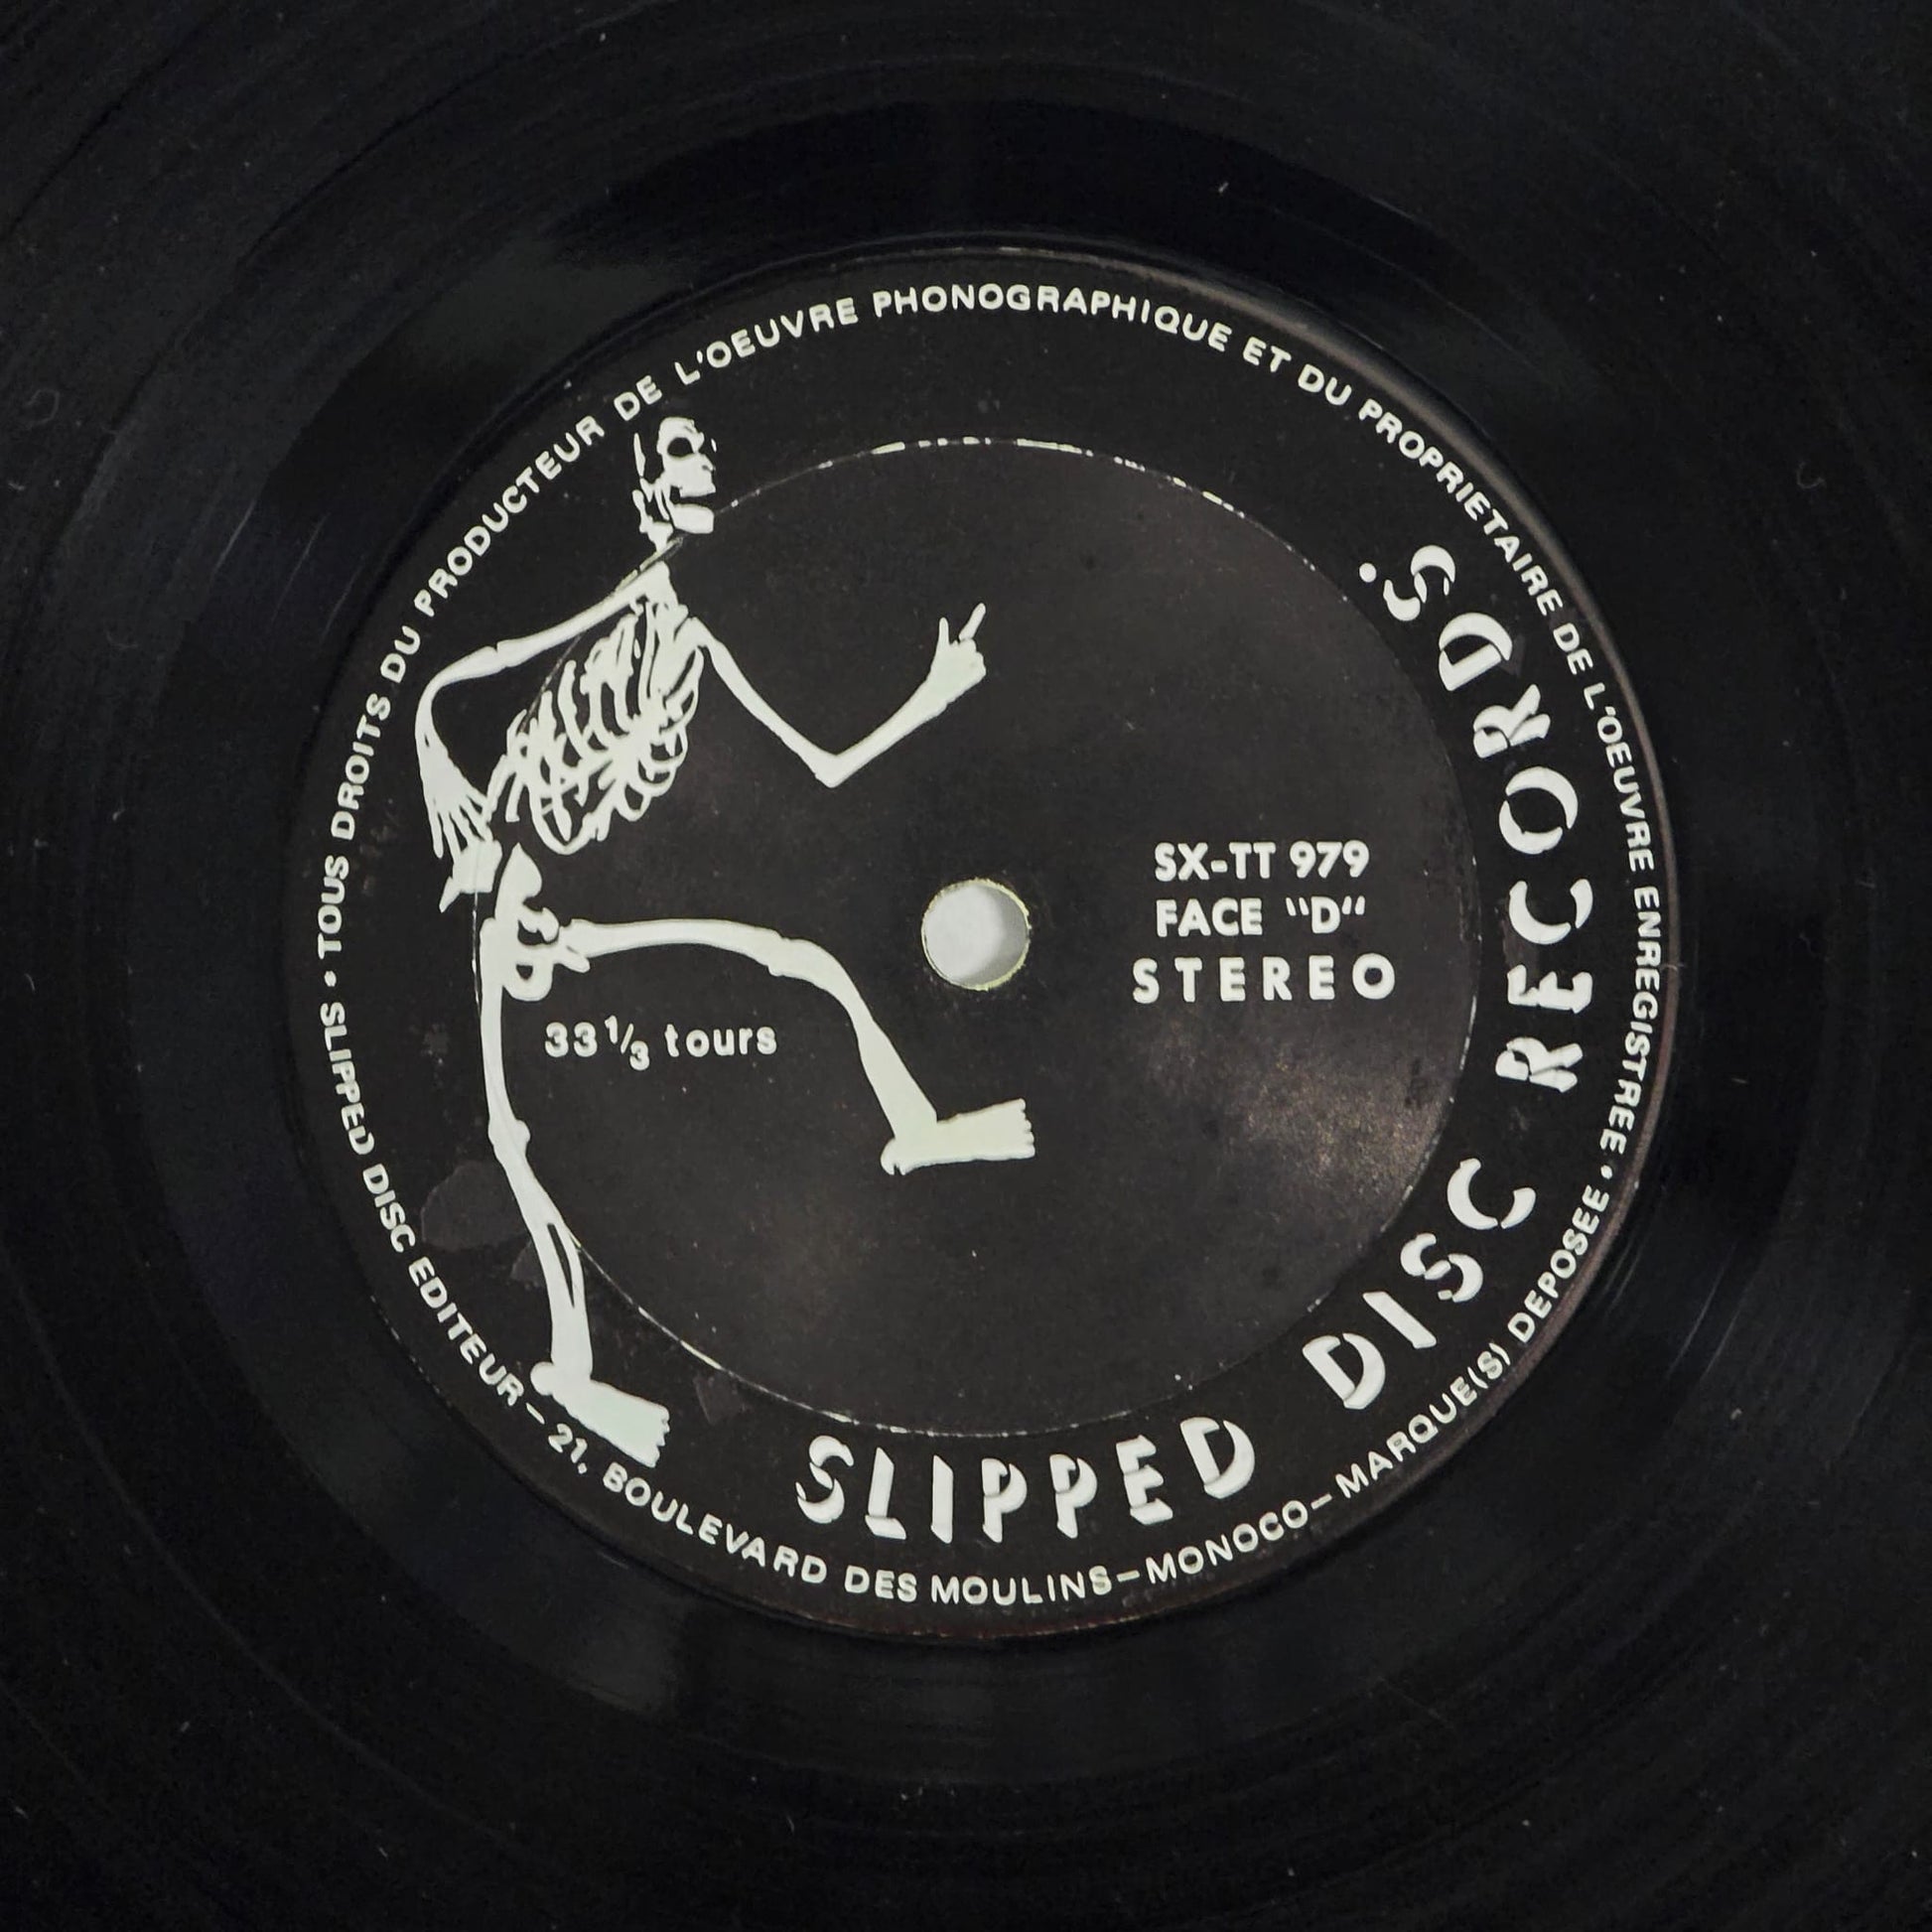 • TOUS DROITS DU PRODUCTEUR DE L'OEUVRE PHONOGRAPHIQUE ET DU PROPRIETAIRE DE L'OEUVRE ENREGISTREE • SLIPPED DISC EDITEUR – 21, BOULEVARD DES MOULINS – MONOCO – MARQUE(S) DEPOSEE •
SX-TT 979
FACE "D"
STEREO
33 1/3 tours
SLIPPED DISC RECORDS.